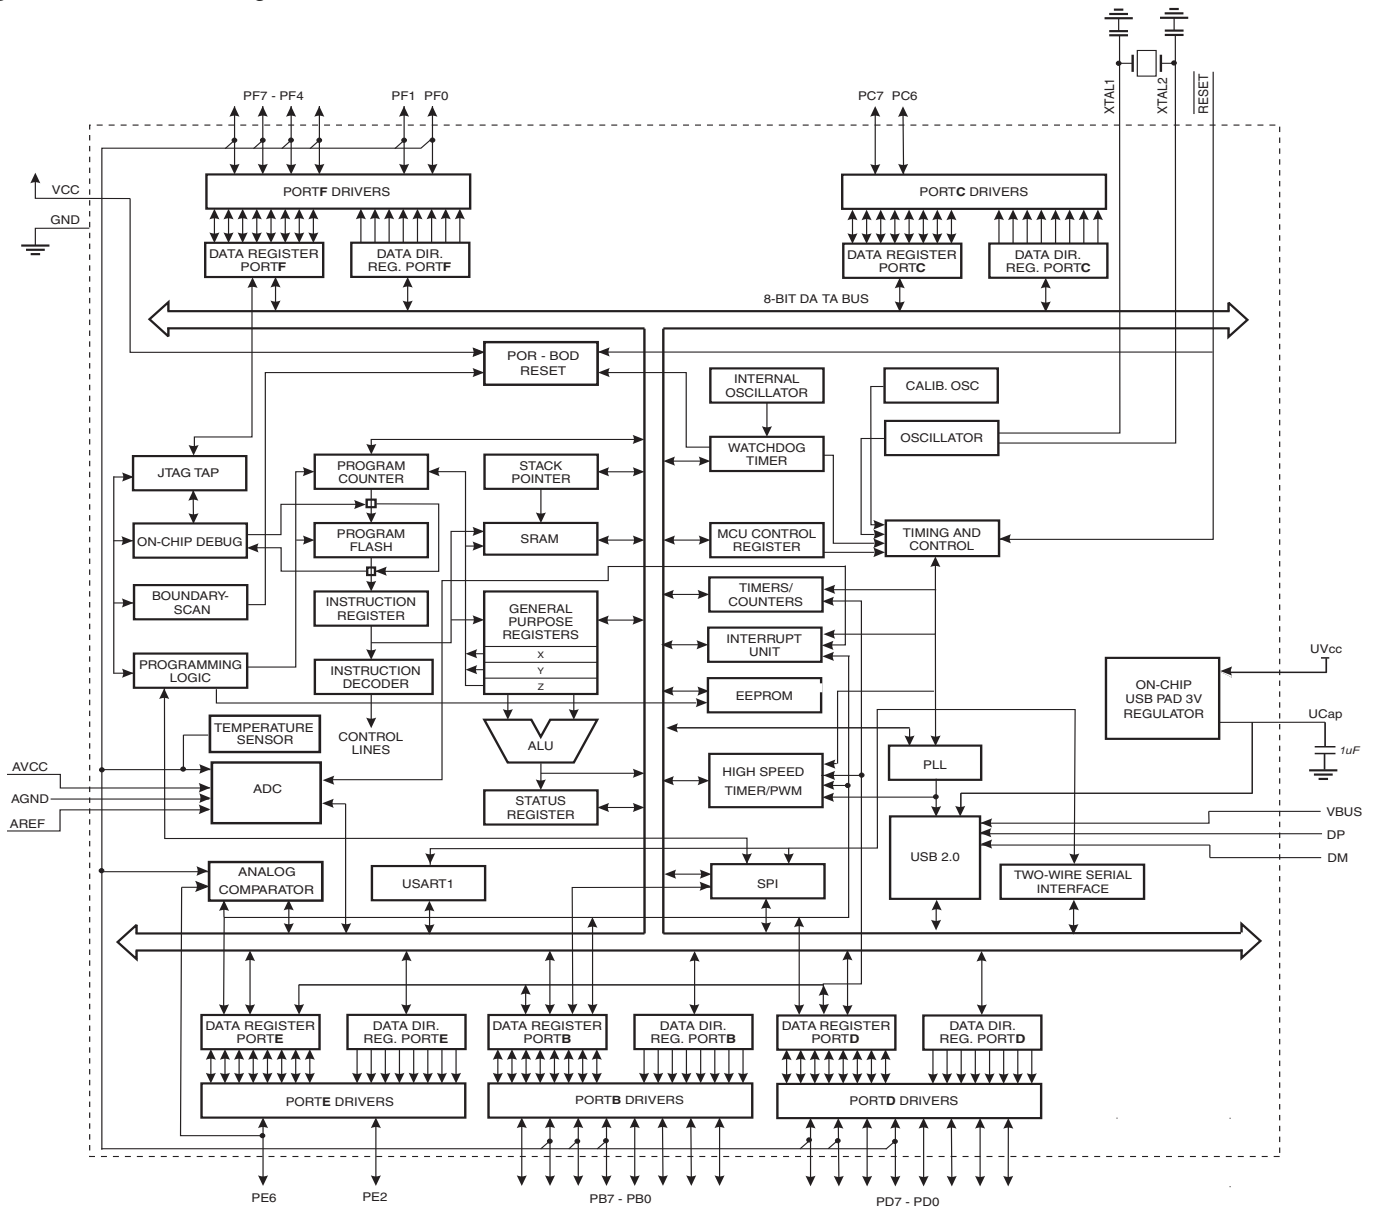 XTAL1
XTAL2
RESET
PF7 - PF4
PF1
PF0
PC7
PC6
VCC
GND
PORTF DRIVERS
PORTC DRIVERS
DATA REGISTER
PORTF
DATA DIR.
REG. PORTF
DATA REGISTER
PORTC
DATA DIR.
REG. PORTC
8-BIT DA TA BUS
POR - BOD
RESET
INTERNAL
OSCILLATOR
CALIB. OSC
OSCILLATOR
WATCHDOG
TIMER
JTAG TAP
PROGRAM
COUNTER
STACK
POINTER
ON-CHIP DEBUG
PROGRAM
FLASH
SRAM
MCU CONTROL
REGISTER
TIMING AND
CONTROL
BOUNDARY-
SCAN
INSTRUCTION
REGISTER
GENERAL
PURPOSE
REGISTERS
X
Y
Z
TIMERS/
COUNTERS
INTERRUPT
UNIT
PROGRAMMING
LOGIC
INSTRUCTION
DECODER
EEPROM
ON-CHIP
USB PAD 3V
REGULATOR
UVcc
UCap
1uF
TEMPERATURE
SENSOR
CONTROL
LINES
ALU
AVCC
AGND
AREF
ADC
STATUS
REGISTER
HIGH SPEED
TIMER/PWM
PLL
VBUS
DP
DM
ANALOG
COMPARATOR
USART1
SPI
USB 2.0
TWO-WIRE SERIAL
INTERFACE
DATA REGISTER
PORTE
DATA DIR.
REG. PORTE
DATA REGISTER
PORTB
DATA DIR.
REG. PORTB
DATA REGISTER
PORTD
DATA DIR.
REG. PORTD
PORTE DRIVERS
PORTB DRIVERS
PORTD DRIVERS
PE6
PE2
PB7 - PB0
PD7 - PD0